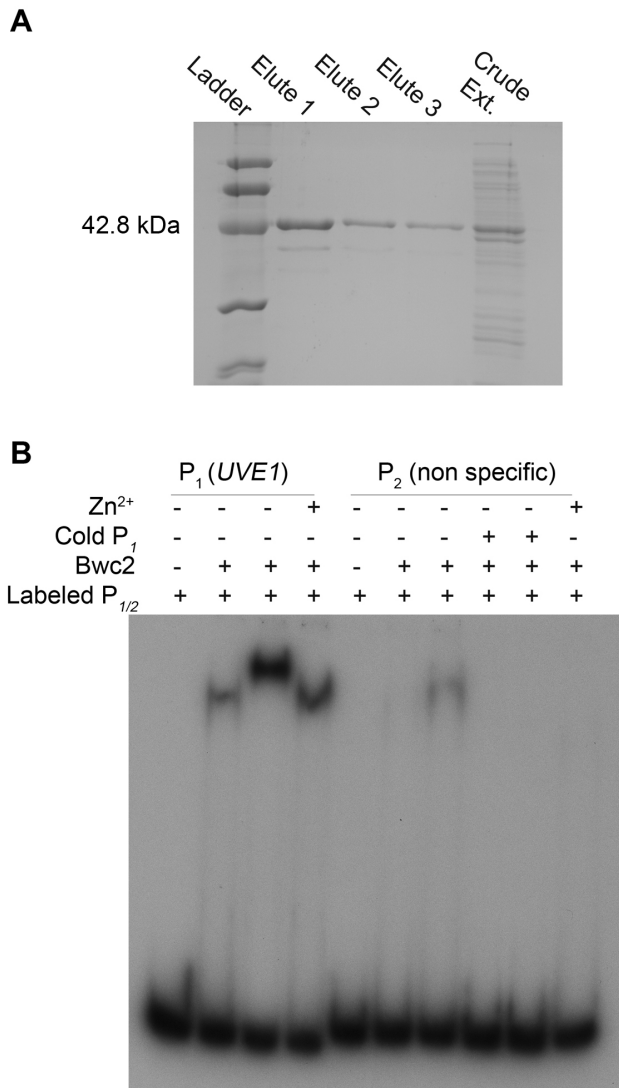 A
Ladder
Elute 1
Elute 2
Elute 3
Crude
Ext.
42.8 kDa
B
P1 (UVE1) P2 (non specific)
Zn2+ - - - + - - - - - +
Cold P1 - - - - - - - + + -
Bwc2 - + + + - + + + + +
Labeled P1/2 + + + + + + + + + +